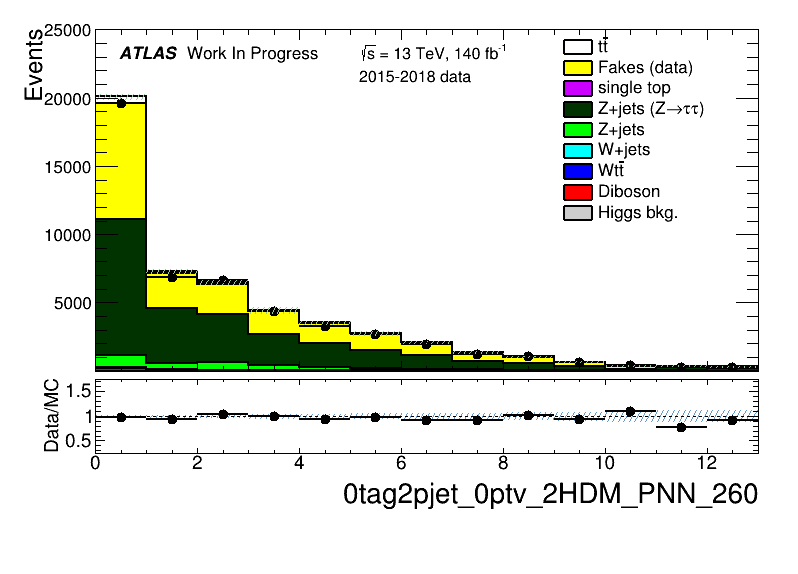 25000
20000
15000
10000
5000
Events
ATLAS Work In Progress
√s = 13 TeV, 140 fb⁻¹
2015-2018 data
tt̄
Fakes (data)
single top
Z+jets (Z→ττ)
Z+jets
W+jets
Wtt̄
Diboson
Higgs bkg.
Data/MC
1.5
1
0.5
0 2 4 6 8 10 12
0tag2pjet_0ptv_2HDM_PNN_260